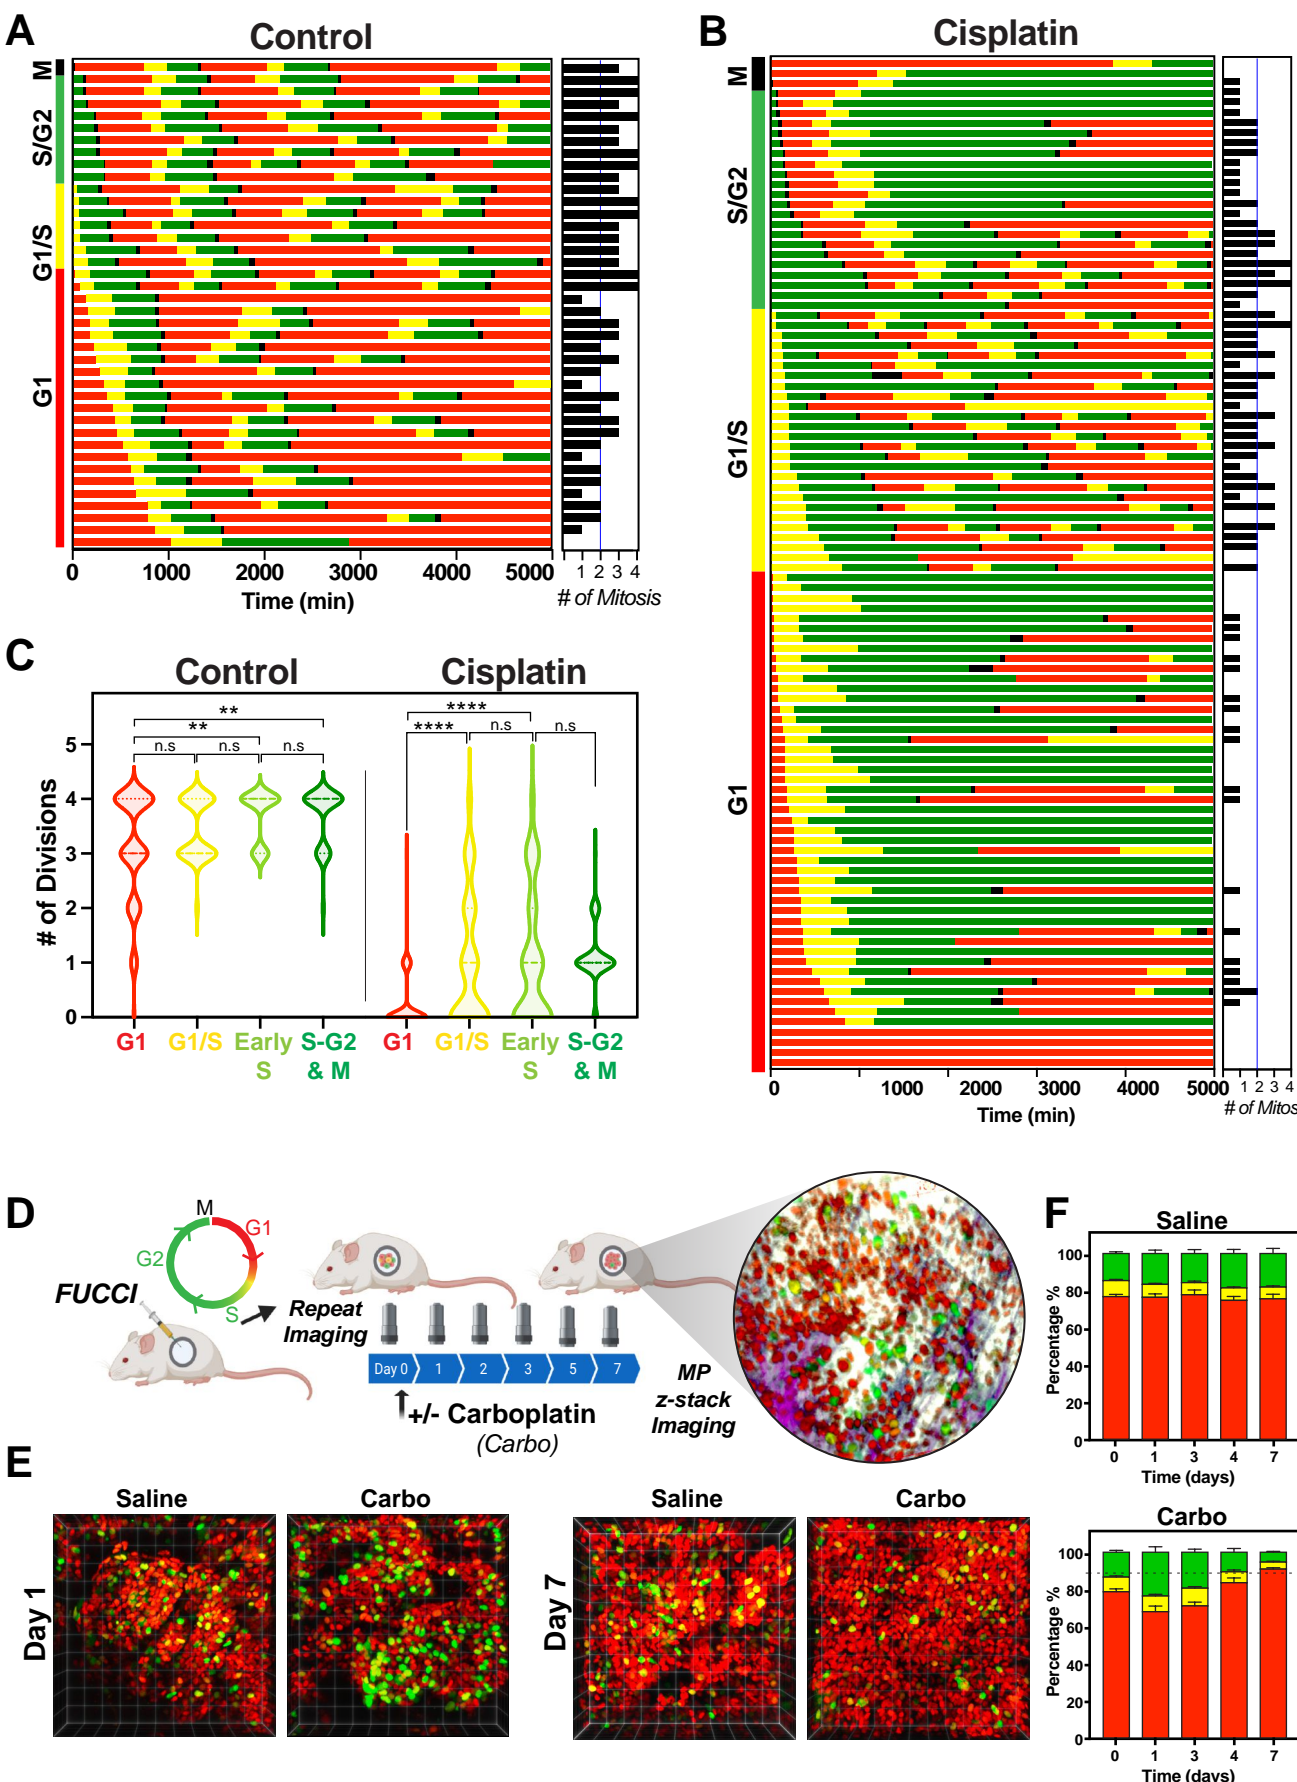 A
Control
M
S/G2
G1/S
G1
0 1000 2000 3000 4000 5000
Time (min)
1 2 3 4
# of Mitosis
B
Cisplatin
M
S/G2
G1/S
G1
0 1000 2000 3000 4000 5000
Time (min)
1 2 3 4
# of Mitos
C
Control Cisplatin
# of Divisions
5
4
3
2
1
0
**
**
n.s n.s n.s
****
**** n.s n.s
G1 G1/S Early S S-G2 & M
G1 G1/S Early S S-G2 & M
D
M
G1
G2
S
FUCCI
Repeat
Imaging
Day 0 1 2 3 5 7
+/- Carboplatin
(Carbo)
MP
z-stack
Imaging
E
Saline Carbo
Day 1
Saline Carbo
Day 7
F
Saline
Percentage %
100
80
60
40
20
0
0 1 3 4 7
Time (days)
Carbo
Percentage %
100
80
60
40
20
0
0 1 3 4 7
Time (days)